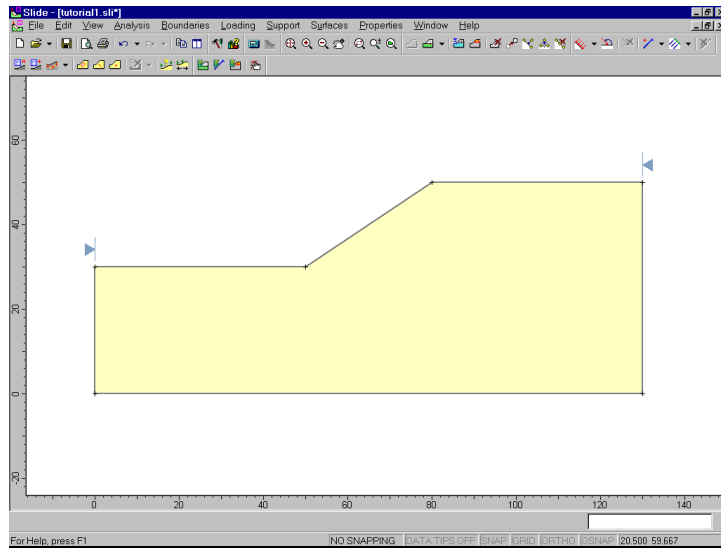 Slide - [tutorial1.sli*]
File Edit View Analysis Boundaries Loading Support Surfaces Properties Window Help
60
40
20
0
-20
0 20 40 60 80 100 120 140
For Help, press F1 NO SNAPPING DATA TIPS OFF SNAP GRID ORTHO OSNAP 20.500 59.667